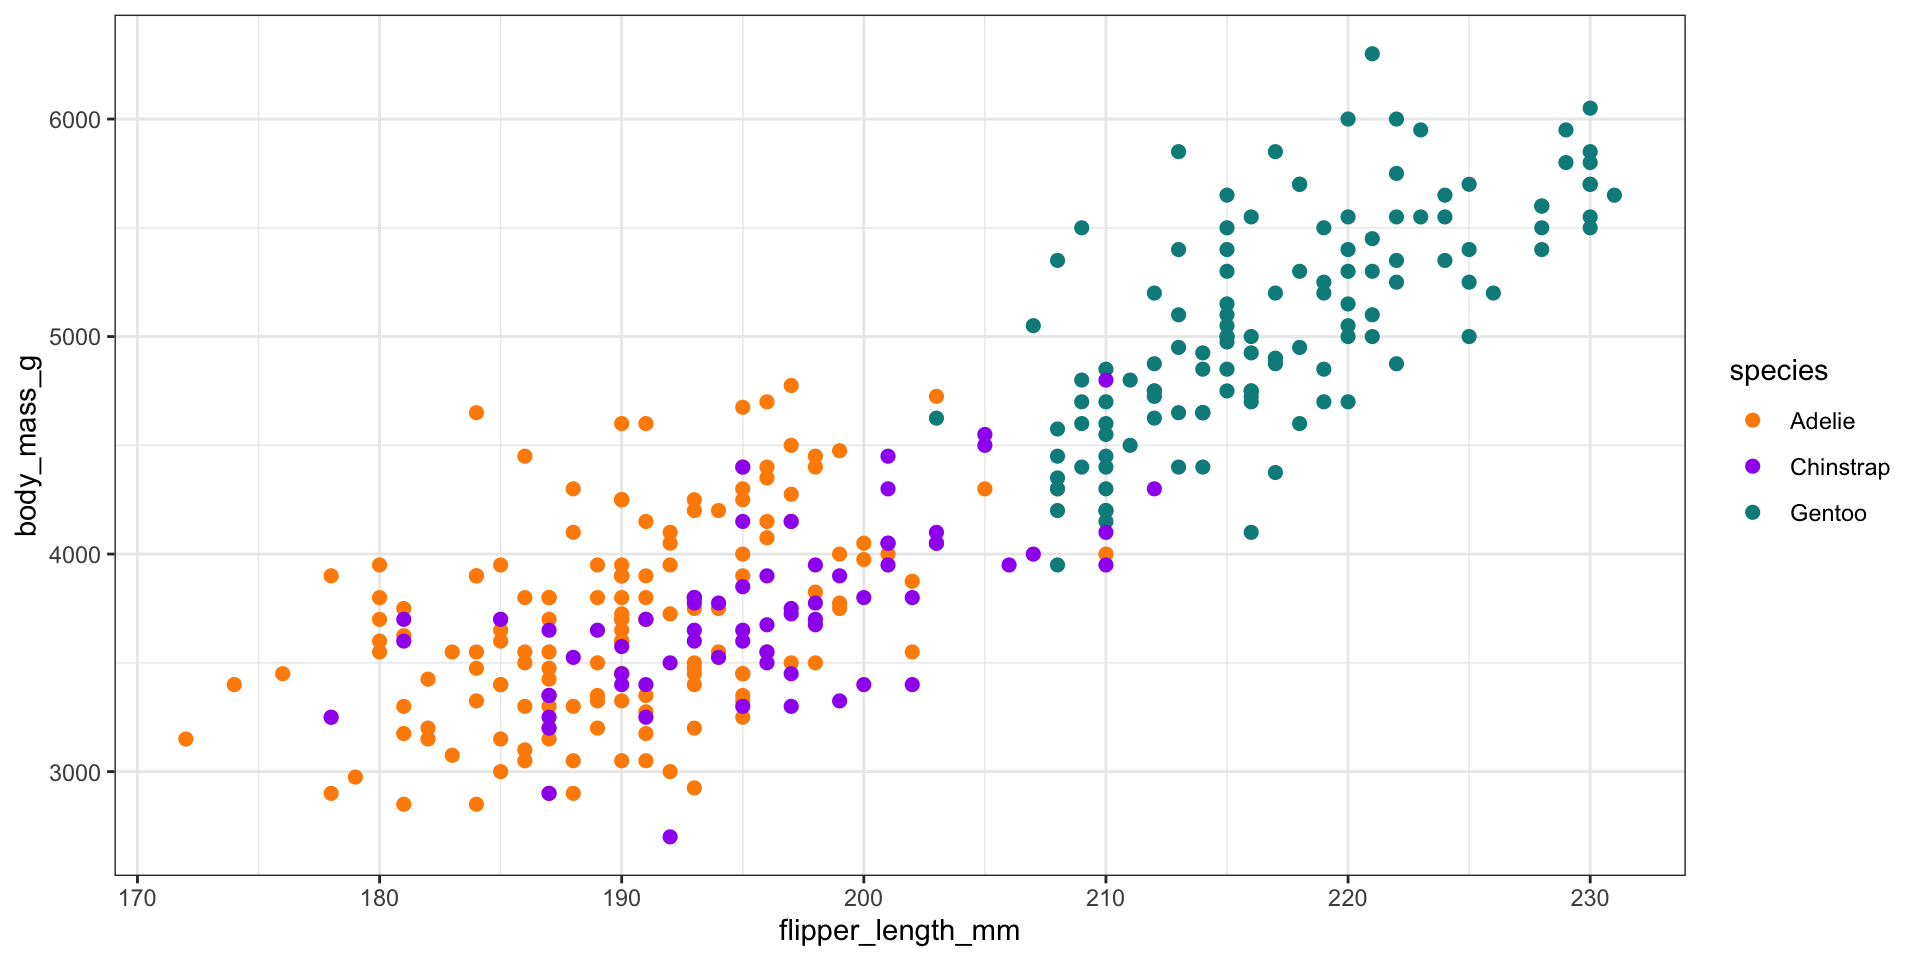 6000
5000
4000
3000
body_mass_g
170 180 190 200 210 220 230
flipper_length_mm
species
Adelie
Chinstrap
Gentoo